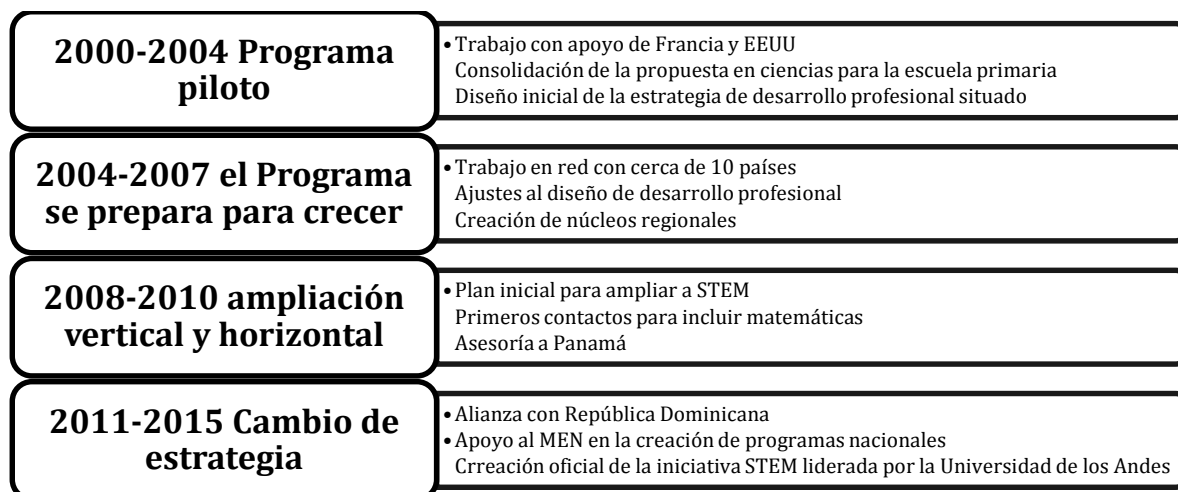 2000-2004 Programa
piloto
• Trabajo con apoyo de Francia y EEUU
Consolidación de la propuesta en ciencias para la escuela primaria
Diseño inicial de la estrategia de desarrollo profesional situado
2004-2007 el Programa
se prepara para crecer
• Trabajo en red con cerca de 10 países
Ajustes al diseño de desarrollo profesional
Creación de núcleos regionales
2008-2010 ampliación
vertical y horizontal
• Plan inicial para ampliar a STEM
Primeros contactos para incluir matemáticas
Asesoría a Panamá
2011-2015 Cambio de
estrategia
• Alianza con República Dominicana
• Apoyo al MEN en la creación de programas nacionales
Crreación oficial de la iniciativa STEM liderada por la Universidad de los Andes